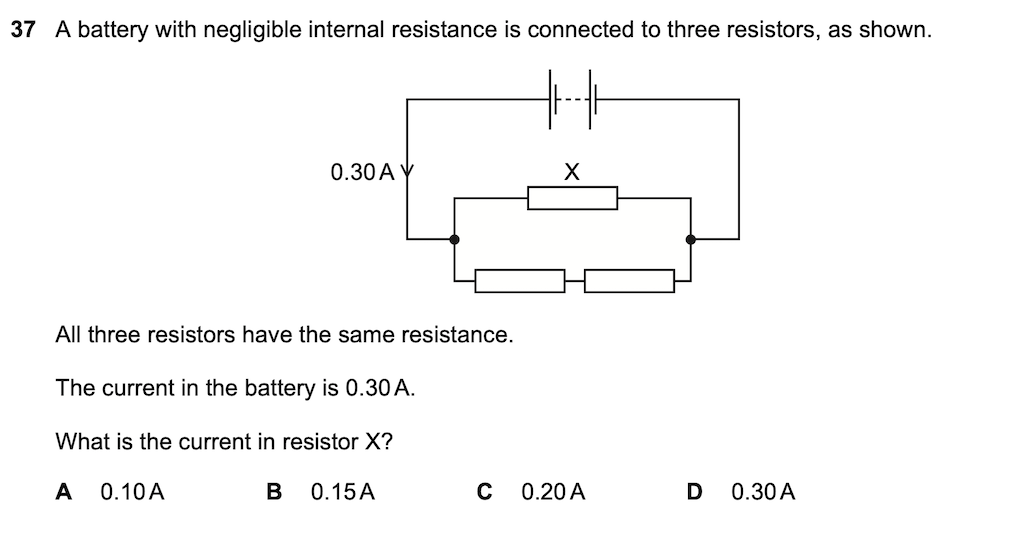 37 A battery with negligible internal resistance is connected to three resistors, as shown.
0.30 A
X
All three resistors have the same resistance.
The current in the battery is 0.30 A.
What is the current in resistor X?
A 0.10 A B 0.15 A C 0.20 A D 0.30 A